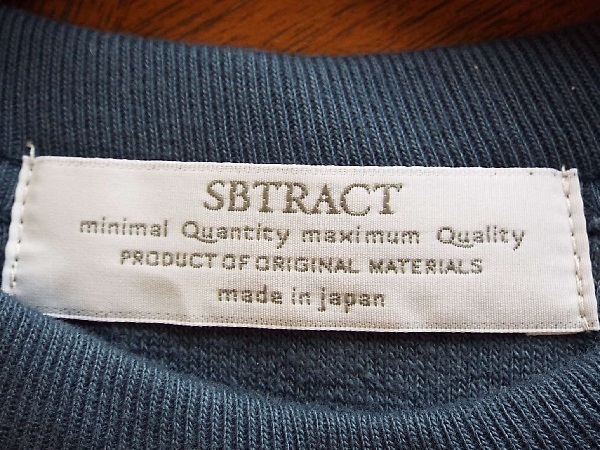 SBTRACT
minimal Quantity maximum Quality
PRODUCT OF ORIGINAL MATERIALS
made in japan